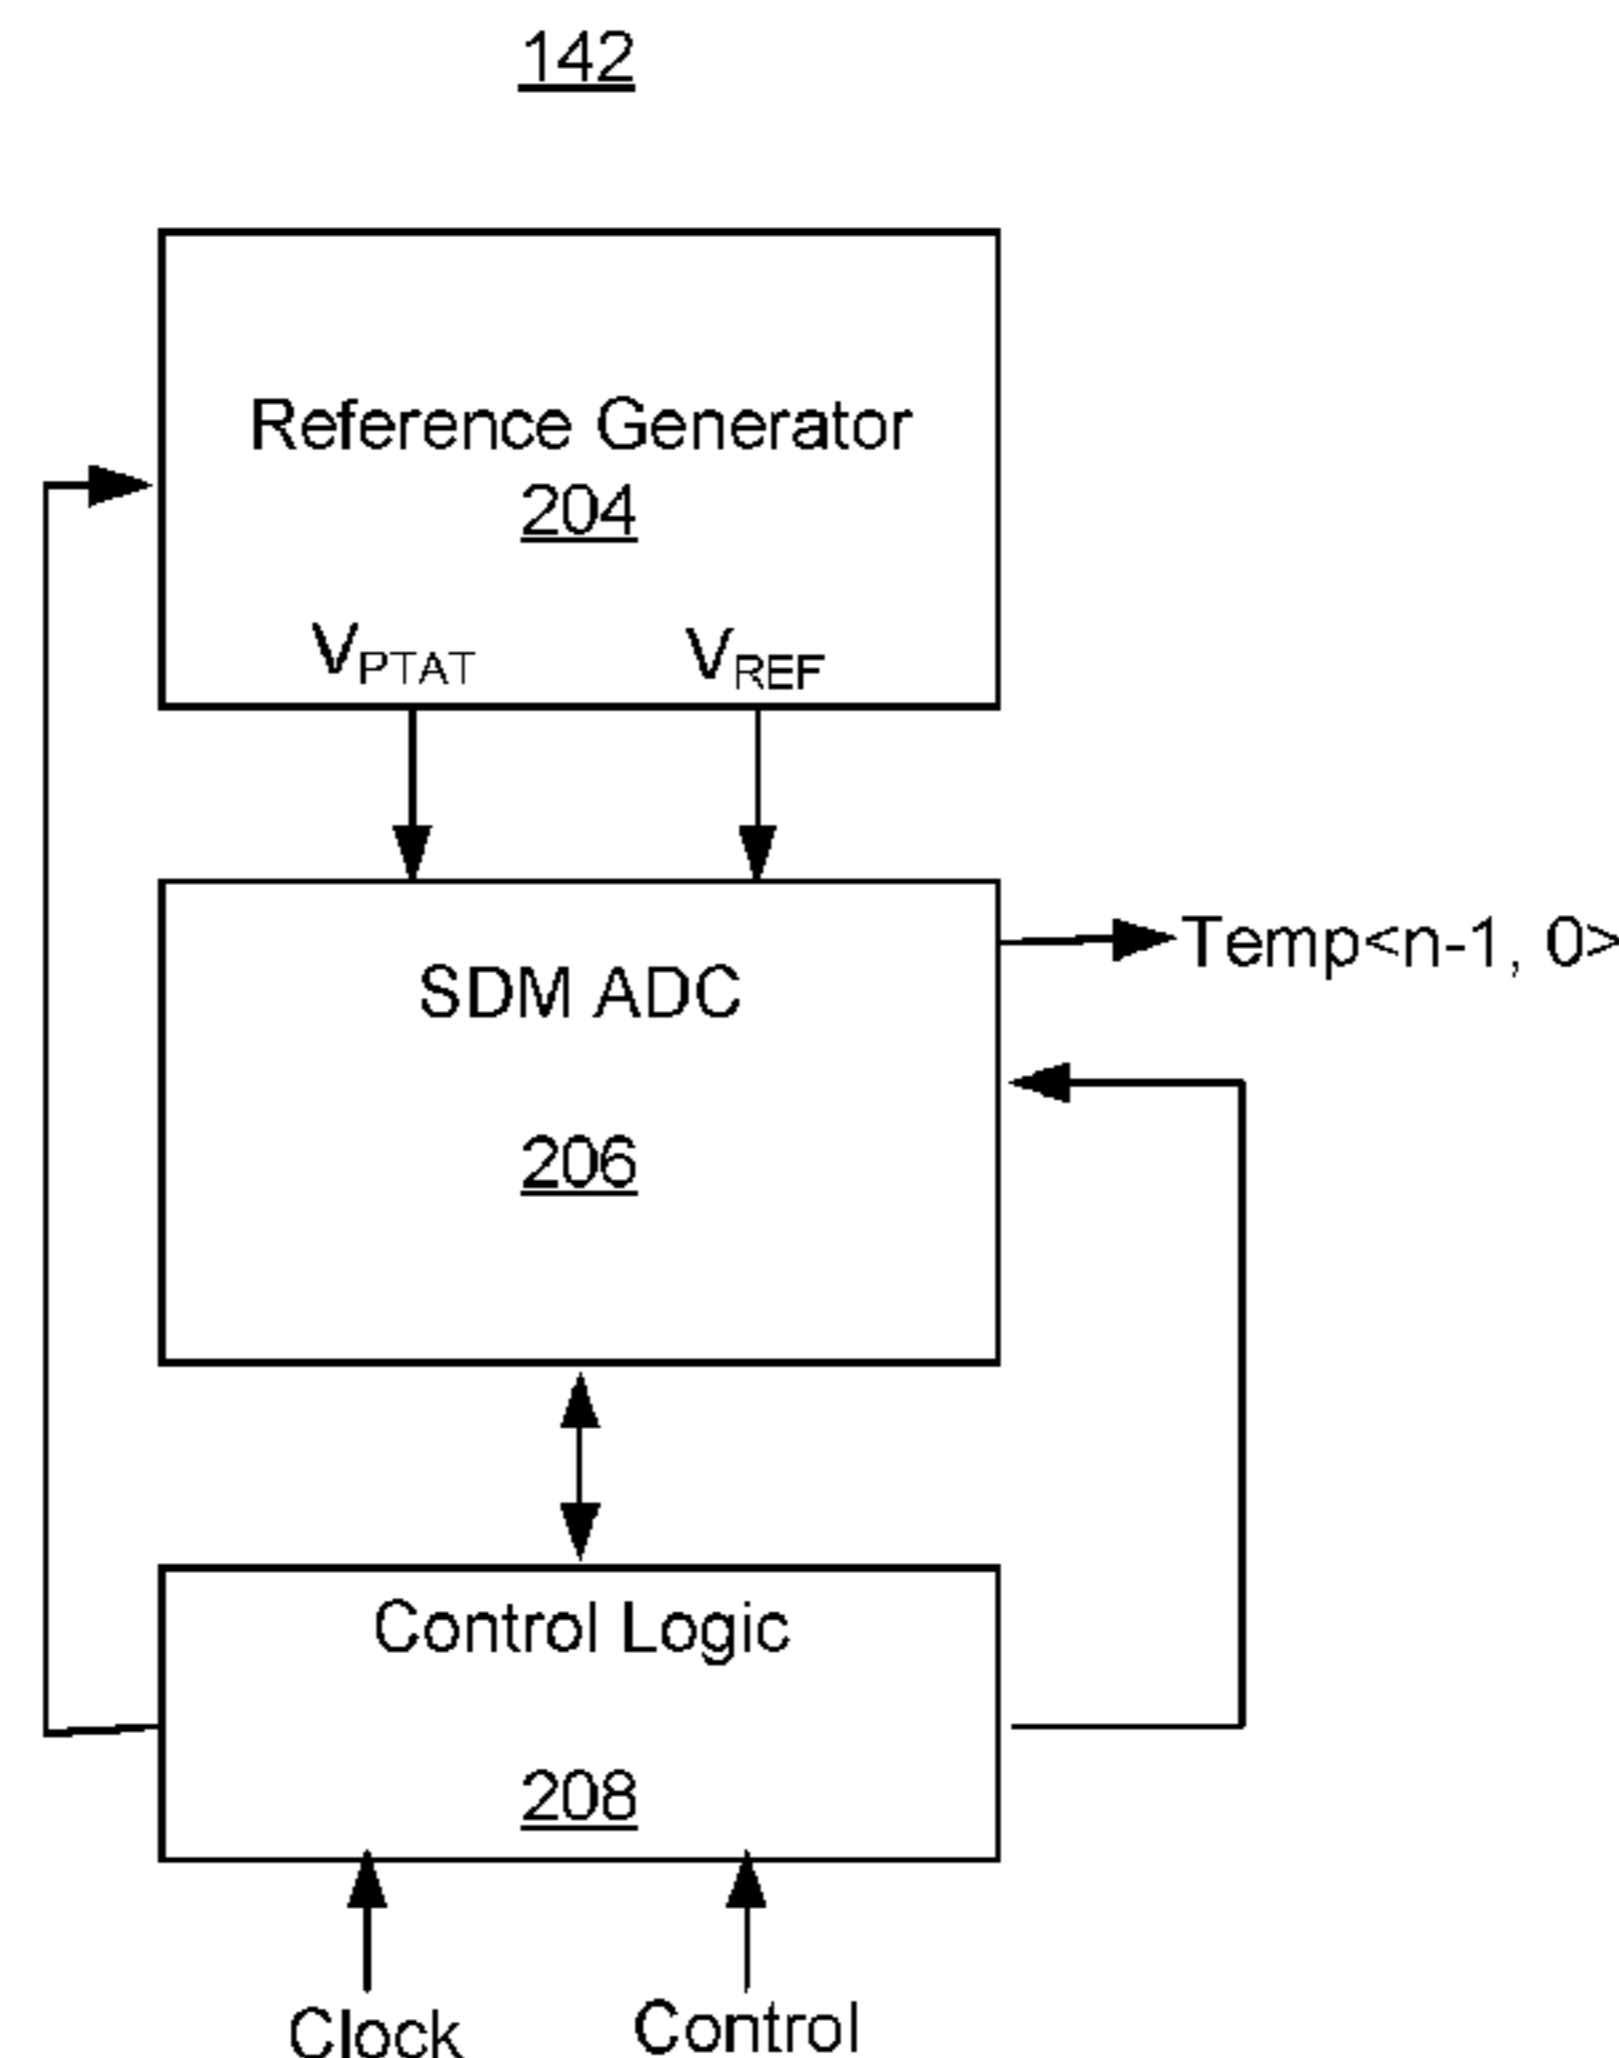 142
Reference Generator
204
VPTAT VREF
Temp<n-1, 0>
SDM ADC
206
Control Logic
208
Clock Control